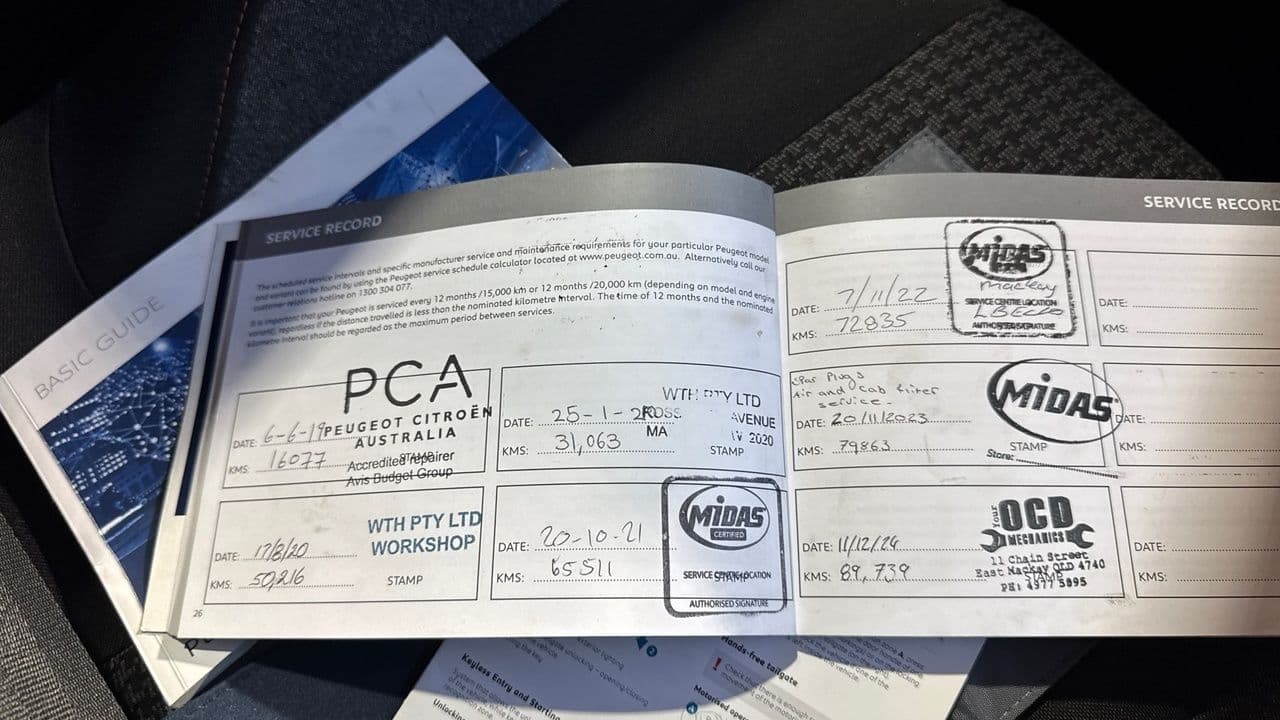 BASIC GUIDE
SERVICE RECORD
The scheduled service intervals and specific manufacturer service and maintenance requirements for your particular Peugeot model
and variant can be found by using the Peugeot service schedule calculator located at www.peugeot.com.au. Alternatively call our
customer relations hotline on 1300 304 077.
It is important that your Peugeot is serviced every 12 months /15,000 km or 12 months /20,000 km (depending on model and engine
variant), regardless if the distance travelled is less than the nominated kilometre interval. The time of 12 months and the nominated
kilometre interval should be regarded as the maximum period between services.
PCA
PEUGEOT CITROËN
AUSTRALIA
Accredited repairer
Avis Budget Group
DATE: 6-6-19
KMS: 16077
STAMP
DATE: 25-1-2
KMS: 31,063
WTH PTY LTD
ROSS AVENUE
MA 2020
STAMP
DATE: 17/8/20
KMS: 50,216
WTH PTY LTD
WORKSHOP
STAMP
DATE: 20-10-21
KMS: 65511
MIDAS
CERTIFIED
SERVICE CENTRE LOCATION
STAMP
AUTHORISED SIGNATURE
26
SERVICE RECORD
DATE: 7/11/22
KMS: 72835
MIDAS
Mackay
SERVICE CENTRE LOCATION
AUTHORISED SIGNATURE
DATE:
KMS:
Spar Plugs
Air and cab filter
service.
DATE: 20/11/2023
KMS: 79863
MIDAS
STAMP
Store:
DATE:
KMS:
DATE: 11/12/24
KMS: 89,739
Your
OCD
MECHANICS
11 Chain Street
East Mackay QLD 4740
STAMP
PH: 4977 5895
DATE:
KMS:
Keyless Entry and Starting
Hands-free tailgate